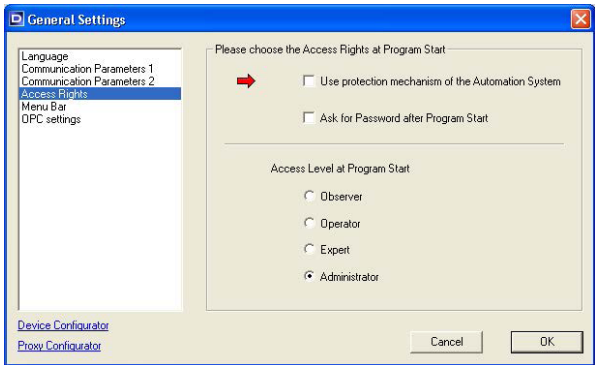 General Settings
Language
Communication Parameters 1
Communication Parameters 2
Access Rights
Menu Bar
OPC settings
Please choose the Access Rights at Program Start
Use protection mechanism of the Automation System
Ask for Password after Program Start
Access Level at Program Start
Observer
Operator
Expert
Administrator
Device Configurator
Proxy Configurator
Cancel
OK